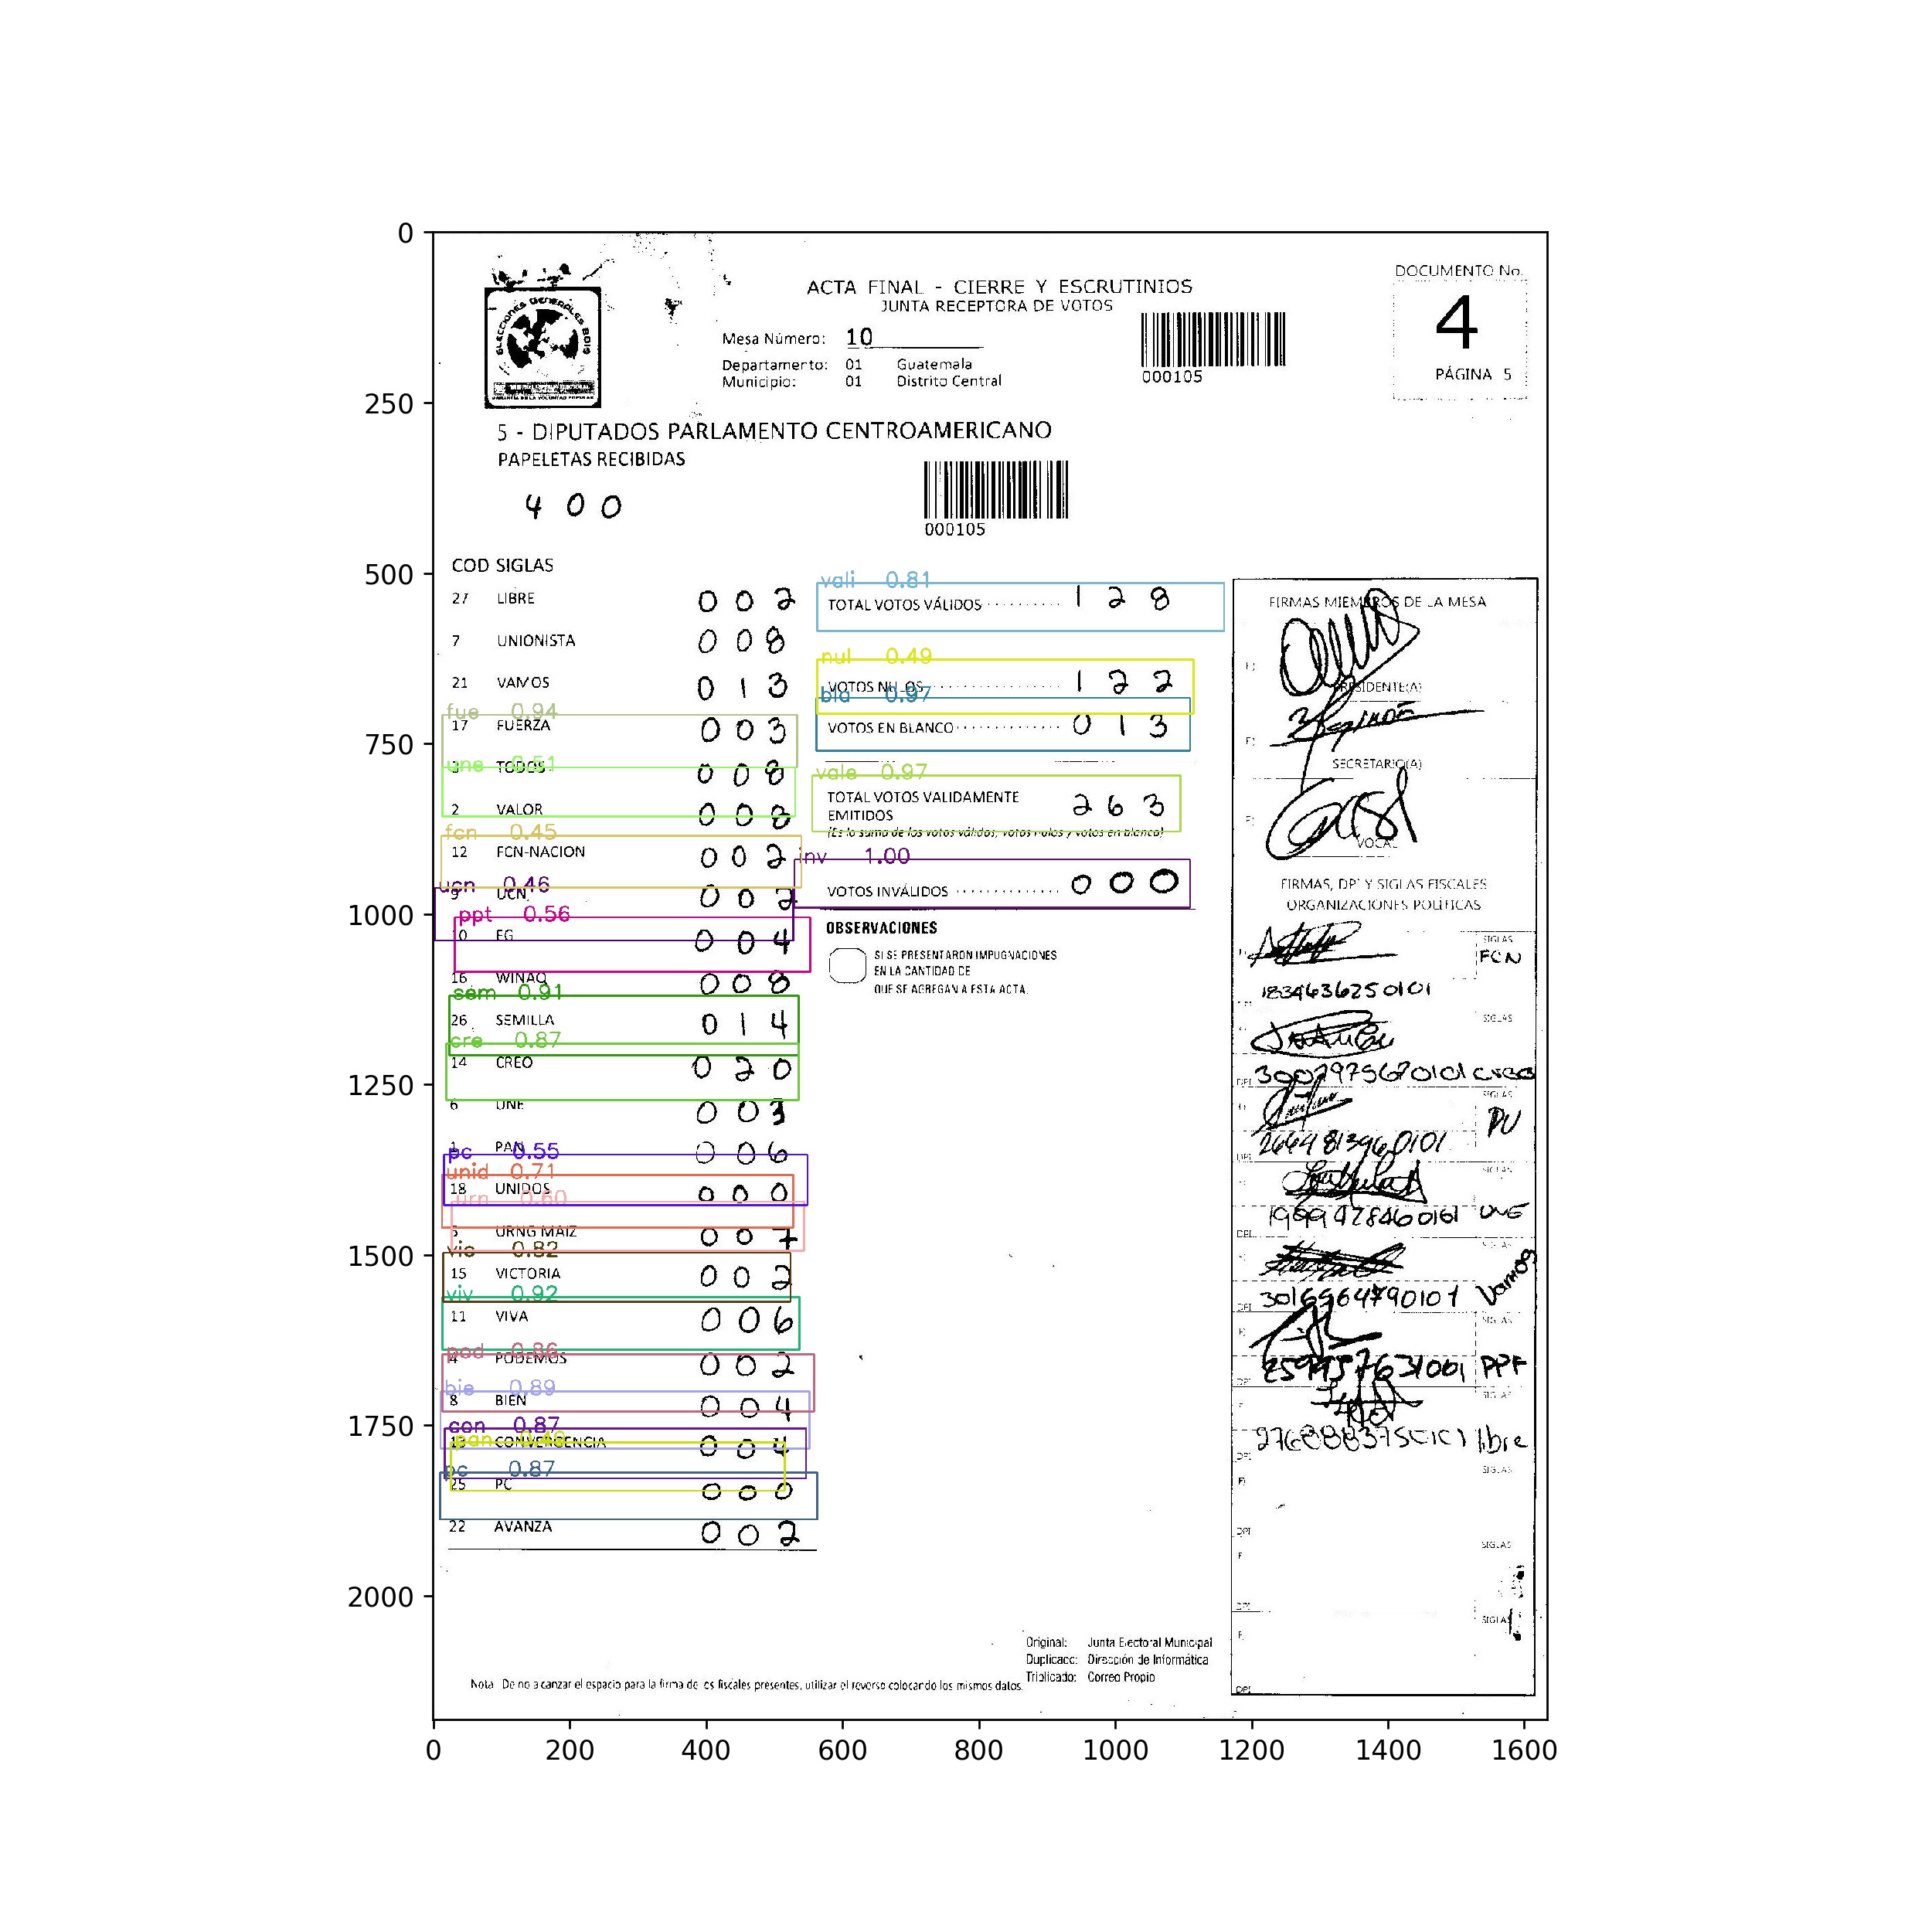 DOCUMENTO No.
4
PÁGINA 5
ACTA FINAL - CIERRE Y ESCRUTINIOS
JUNTA RECEPTORA DE VOTOS
ELECCIONES GENERALES 2019
Mesa Número: 10
Departamento: 01 Guatemala
Municipio: 01 Distrito Central
000105
5 - DIPUTADOS PARLAMENTO CENTROAMERICANO
PAPELETAS RECIBIDAS
4 0 0
000105
COD SIGLAS
27 LIBRE 0 0 2
7 UNIONISTA 0 0 8
21 VAMOS 0 1 3
fue 0.94
17 FUERZA 0 0 3
une 0.51
3 TODOS 0 0 8
2 VALOR 0 0 8
fcn 0.45
12 FCN-NACION 0 0 2
ucn 0.46
9 UCN 0 0 2
ppt 0.56
10 EG 0 0 4
16 WINAQ 0 0 8
sem 0.91
26 SEMILLA 0 1 4
cre 0.87
14 CREO 0 2 0
6 UNE 0 0 3
1 PAN 0 0 6
pc 0.55
unid 0.71
18 UNIDOS 0 0 0
urn 0.60
5 URNG MAIZ 0 0 7
vic 0.82
15 VICTORIA 0 0 2
viv 0.92
11 VIVA 0 0 6
pod 0.86
4 PODEMOS 0 0 2
bie 0.89
8 BIEN 0 0 4
con 0.87
pan 0.49
CONVERGENCIA 0 0 4
pc 0.87
25 PC 0 0 0
22 AVANZA 0 0 2
vali 0.81
TOTAL VOTOS VÁLIDOS 1 2 8
nul 0.49
VOTOS NULOS 1 2 2
bla 0.97
VOTOS EN BLANCO 0 1 3
vale 0.97
TOTAL VOTOS VALIDAMENTE
EMITIDOS 2 6 3
(Es la suma de los votos válidos, votos nulos y votos en blanco)
inv 1.00
VOTOS INVÁLIDOS 0 0 0
OBSERVACIONES
SI SE PRESENTARON IMPUGNACIONES
EN LA CANTIDAD DE
QUE SE AGREGAN A ESTA ACTA.
FIRMAS MIEMBROS DE LA MESA
PRESIDENTE(A)
SECRETARIO(A)
VOCAL
FIRMAS, DPI Y SIGLAS FISCALES
ORGANIZACIONES POLÍTICAS
SIGLAS
FCN
1834636250101
SIGLAS
DPI creo
SIGLAS
PU
DPI
SIGLAS
DPI UNE
SIGLAS
Vamos
DPI
SIGLAS
DPI PPF
SIGLAS
DPI libre
SIGLAS
DPI
SIGLAS
DPI
SIGLAS
DPI
Original: Junta Electoral Municipal
Duplicado: Dirección de Informática
Triplicado: Correo Propio
Nota: De no alcanzar el espacio para la firma de los fiscales presentes, utilizar el reverso colocando los mismos datos.
0
250
500
750
1000
1250
1500
1750
2000
0 200 400 600 800 1000 1200 1400 1600